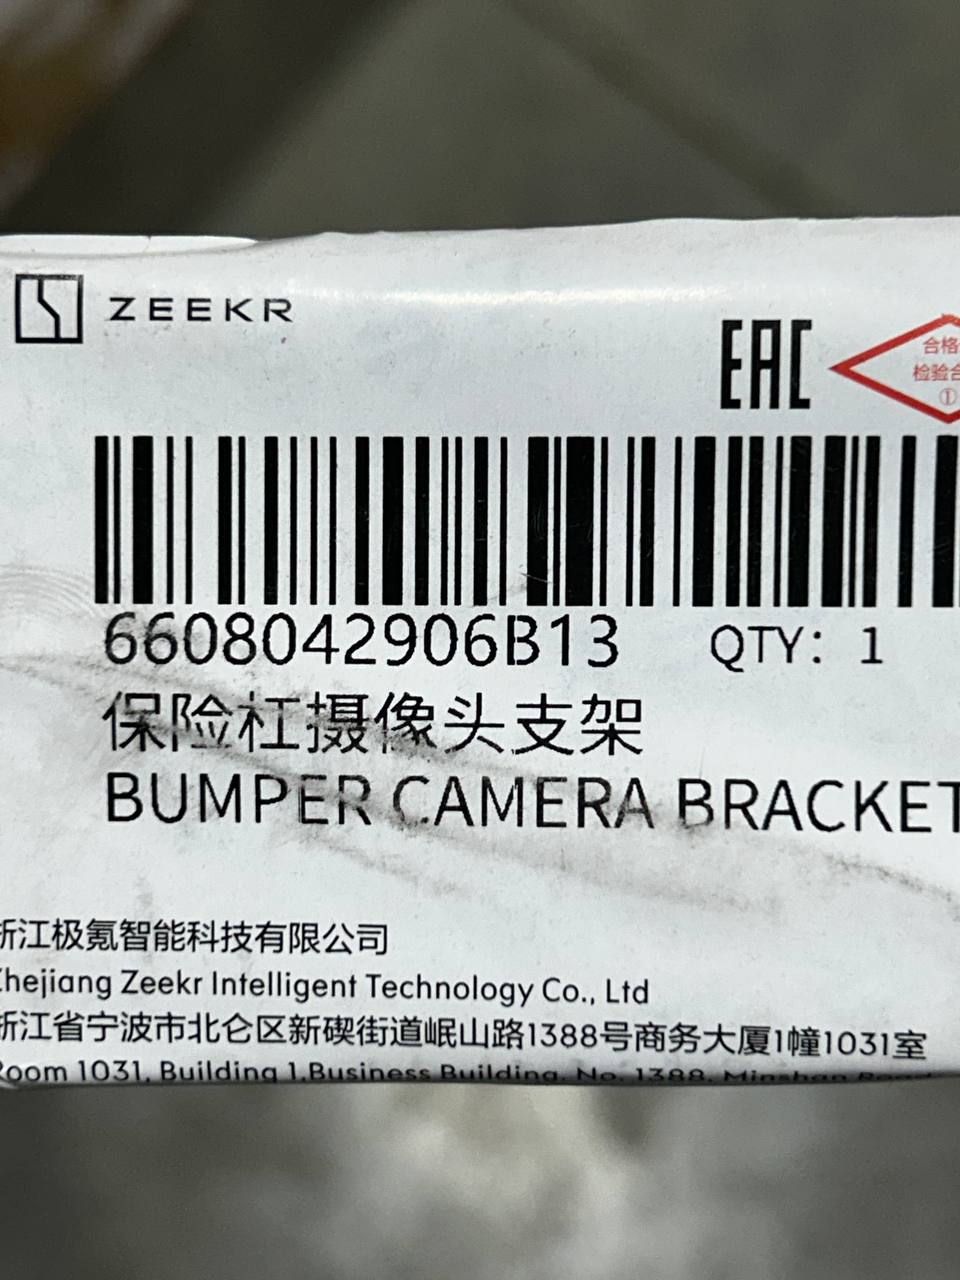 ZEEKR
EAC
合格
检验合
①
6608042906B13 QTY: 1
保险杠摄像头支架
BUMPER CAMERA BRACKET
浙江极氪智能科技有限公司
Zhejiang Zeekr Intelligent Technology Co., Ltd
浙江省宁波市北仑区新碶街道岷山路1388号商务大厦1幢1031室
Room 1031, Building 1,Business Building, No. 1388, Minshan Road